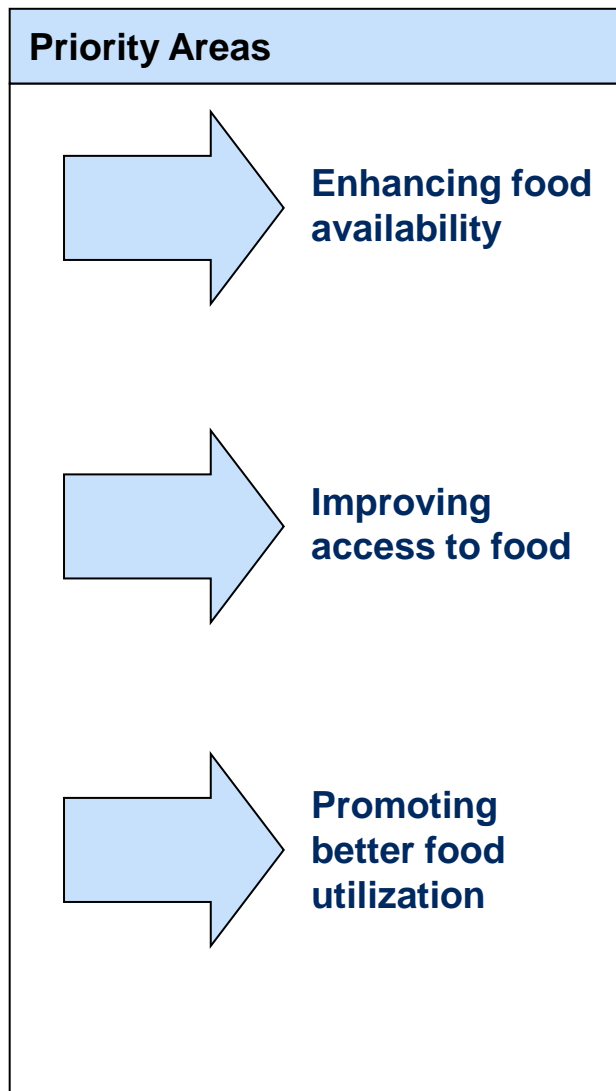 Priority Areas
Enhancing food
availability
Improving
access to food
Promoting
better food
utilization